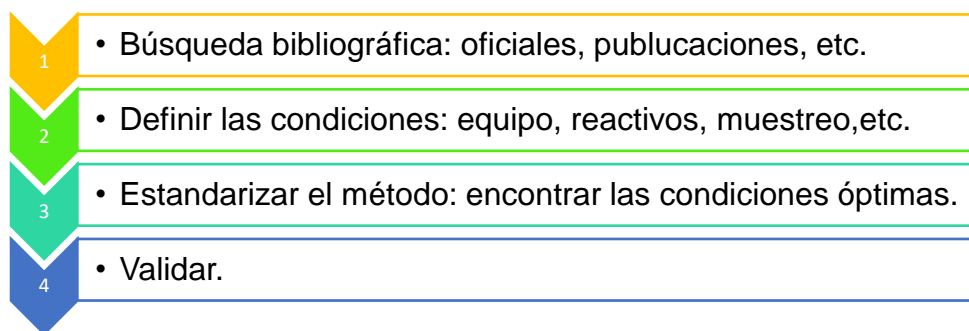 1
• Búsqueda bibliográfica: oficiales, publucaciones, etc.
2
• Definir las condiciones: equipo, reactivos, muestreo,etc.
3
• Estandarizar el método: encontrar las condiciones óptimas.
4
• Validar.